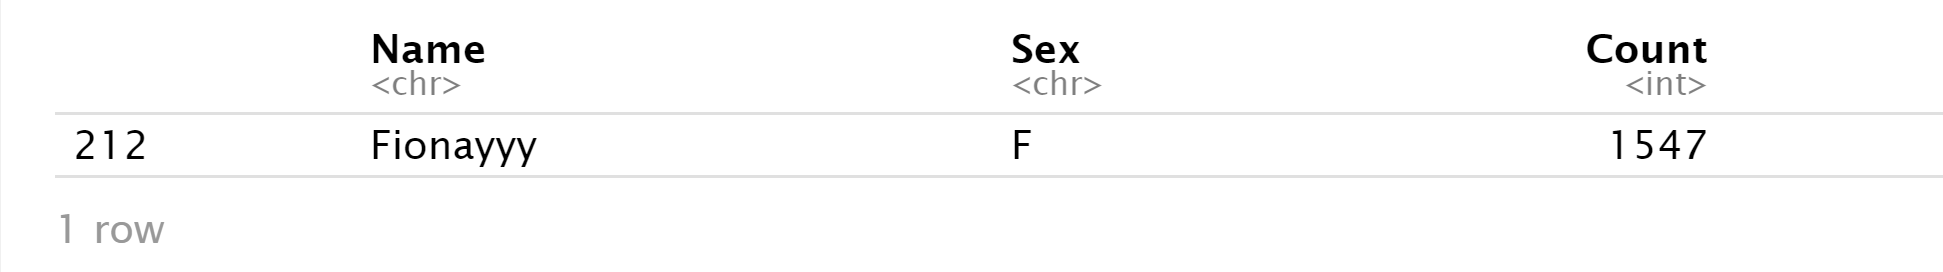 Name Sex Count
<chr> <chr> <int>
212 Fionayyy F 1547
1 row